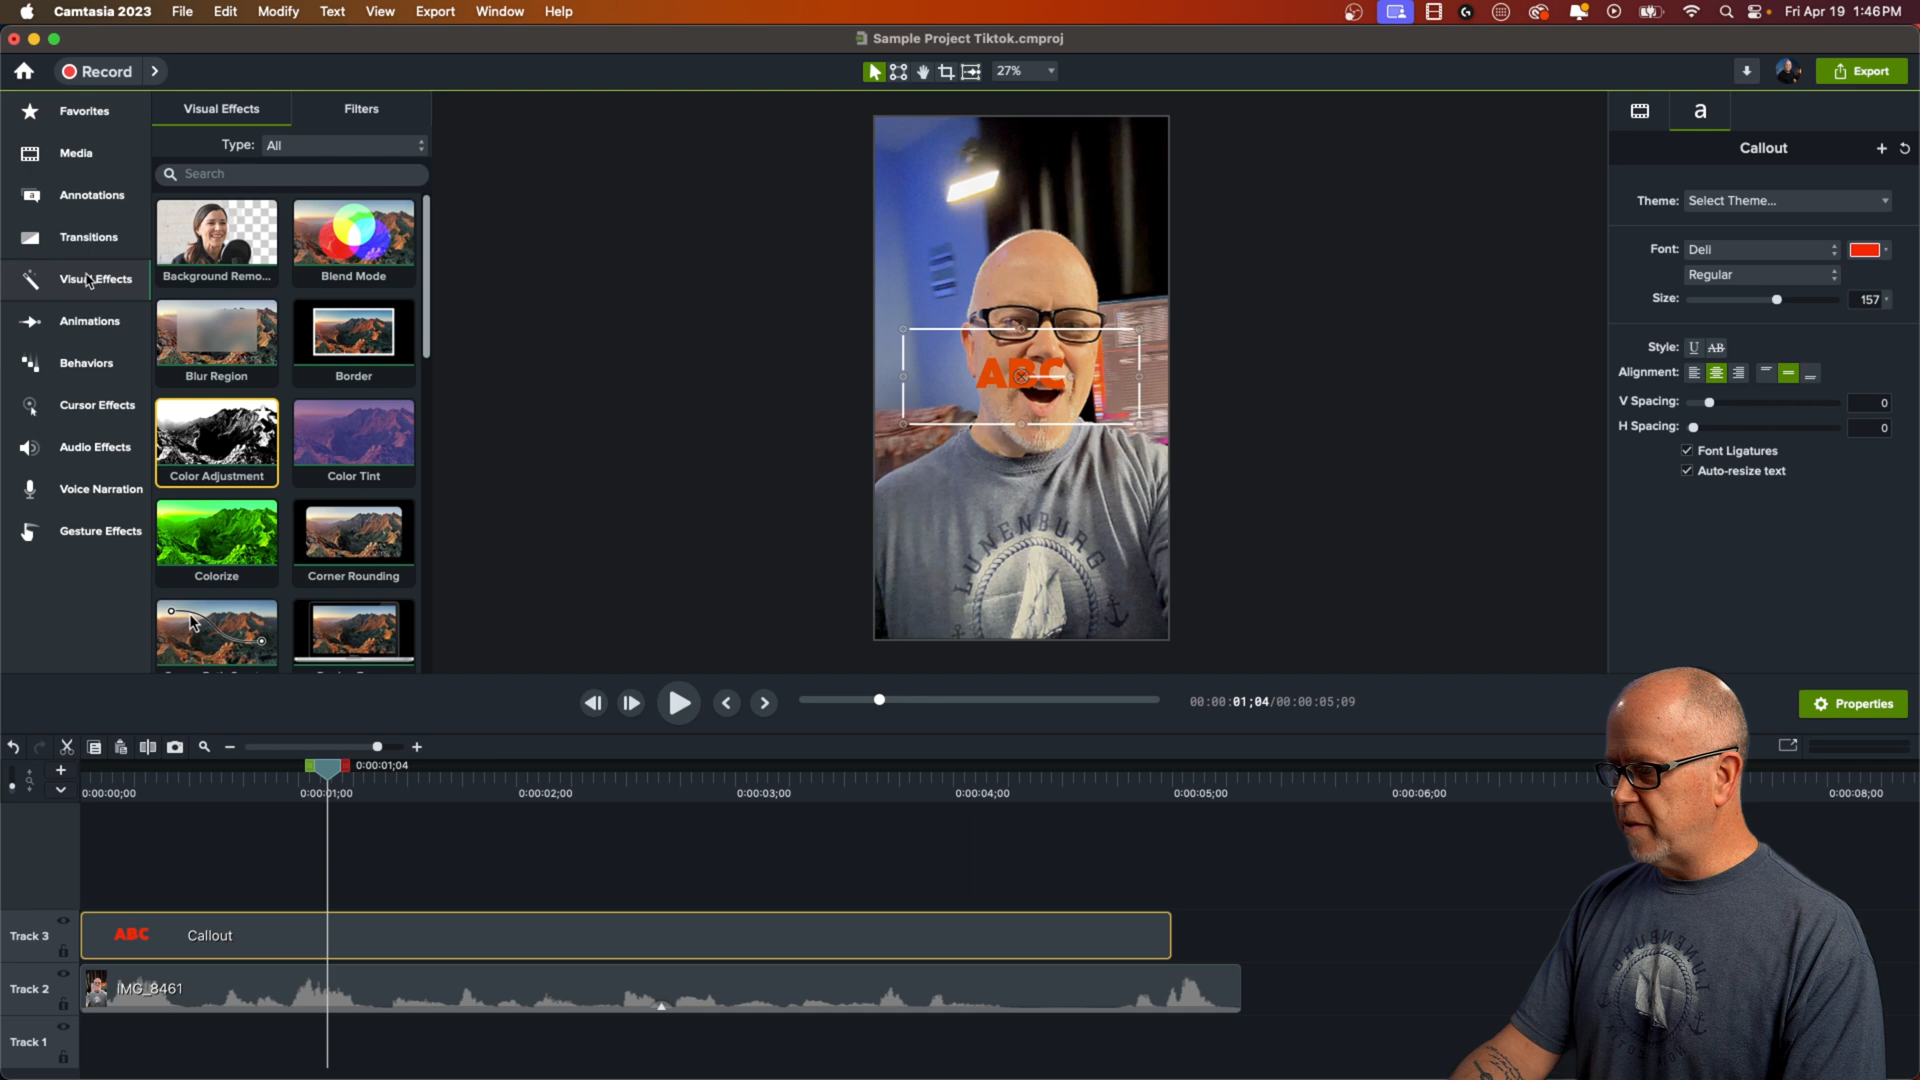 Camtasia 2023 File Edit Modify Text View Export Window Help Fri Apr 19 1:46 PM
Sample Project Tiktok.cmproj
Record 27% Export
Favorites
Media
Annotations
Transitions
Visual Effects
Animations
Behaviors
Cursor Effects
Audio Effects
Voice Narration
Gesture Effects
Visual Effects Filters
Type: All
Search
Background Remo... Blend Mode
Blur Region Border
Color Adjustment Color Tint
Colorize Corner Rounding
ABC
LUNENBURG
a
Callout
Theme: Select Theme...
Font: Deli
Regular
Size: 157
Style: U AB
Alignment:
V Spacing: 0
H Spacing: 0
Font Ligatures
Auto-resize text
00:00:01;04/00:00:05;09
Properties
0:00:01;04
0:00:00;00 0:00:01;00 0:00:02;00 0:00:03;00 0:00:04;00 0:00:05;00 0:00:06;00 0:00:08;00
Track 3 ABC Callout
Track 2 IMG_8461
Track 1